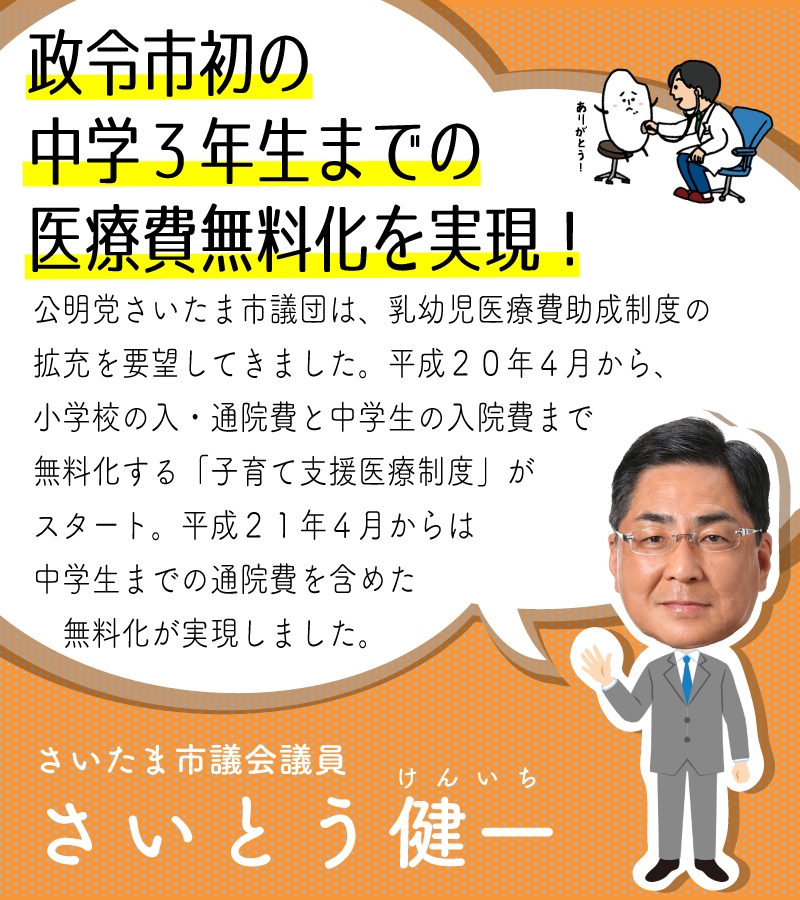 政令市初の
中学３年生までの
医療費無料化を実現！
ありがとう！
公明党さいたま市議団は、乳幼児医療費助成制度の
拡充を要望してきました。平成２０年４月から、
小学校の入・通院費と中学生の入院費まで
無料化する「子育て支援医療制度」が
スタート。平成２１年４月からは
中学生までの通院費を含めた
無料化が実現しました。
さいたま市議会議員
けんいち
さいとう健一